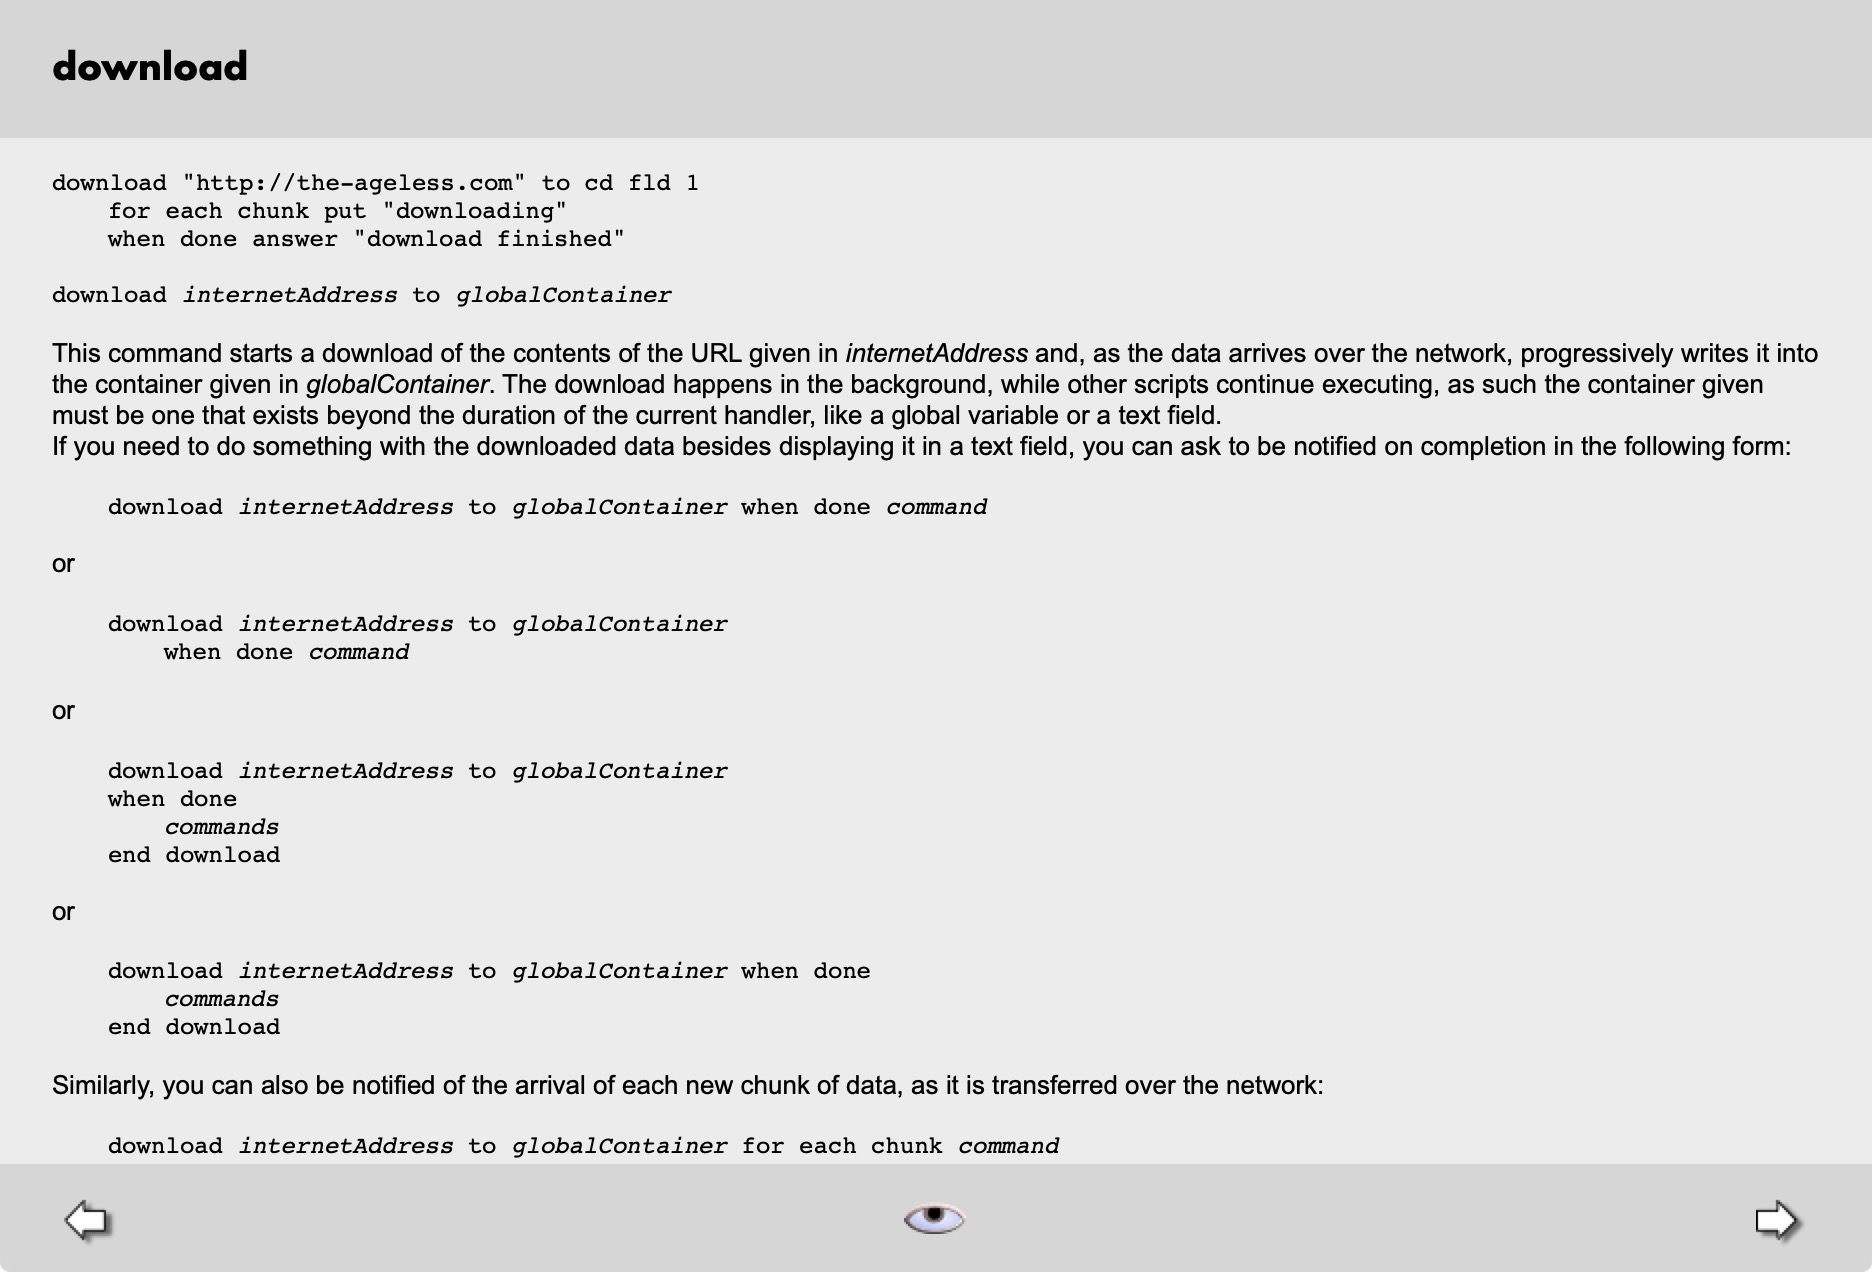 download
download "http://the-ageless.com" to cd fld 1
for each chunk put "downloading"
when done answer "download finished"
download internetAddress to globalContainer
This command starts a download of the contents of the URL given in internetAddress and, as the data arrives over the network, progressively writes it into
the container given in globalContainer. The download happens in the background, while other scripts continue executing, as such the container given
must be one that exists beyond the duration of the current handler, like a global variable or a text field.
If you need to do something with the downloaded data besides displaying it in a text field, you can ask to be notified on completion in the following form:
download internetAddress to globalContainer when done command
or
download internetAddress to globalContainer
when done command
or
download internetAddress to globalContainer
when done
commands
end download
or
download internetAddress to globalContainer when done
commands
end download
Similarly, you can also be notified of the arrival of each new chunk of data, as it is transferred over the network:
download internetAddress to globalContainer for each chunk command